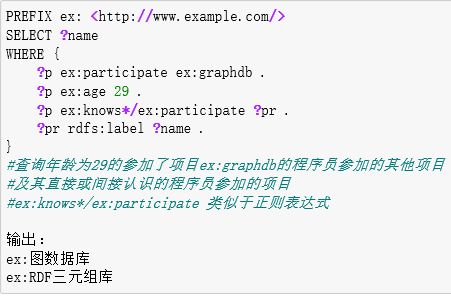 PREFIX ex: <http://www.example.com/>
SELECT ?name
WHERE {
    ?p ex:participate ex:graphdb .
    ?p ex:age 29 .
    ?p ex:knows*/ex:participate ?pr .
    ?pr rdfs:label ?name .
}
#查询年龄为29的参加了项目ex:graphdb的程序员参加的其他项目
#及其直接或间接认识的程序员参加的项目
#ex:knows*/ex:participate 类似于正则表达式
输出：
ex:图数据库
ex:RDF三元组库